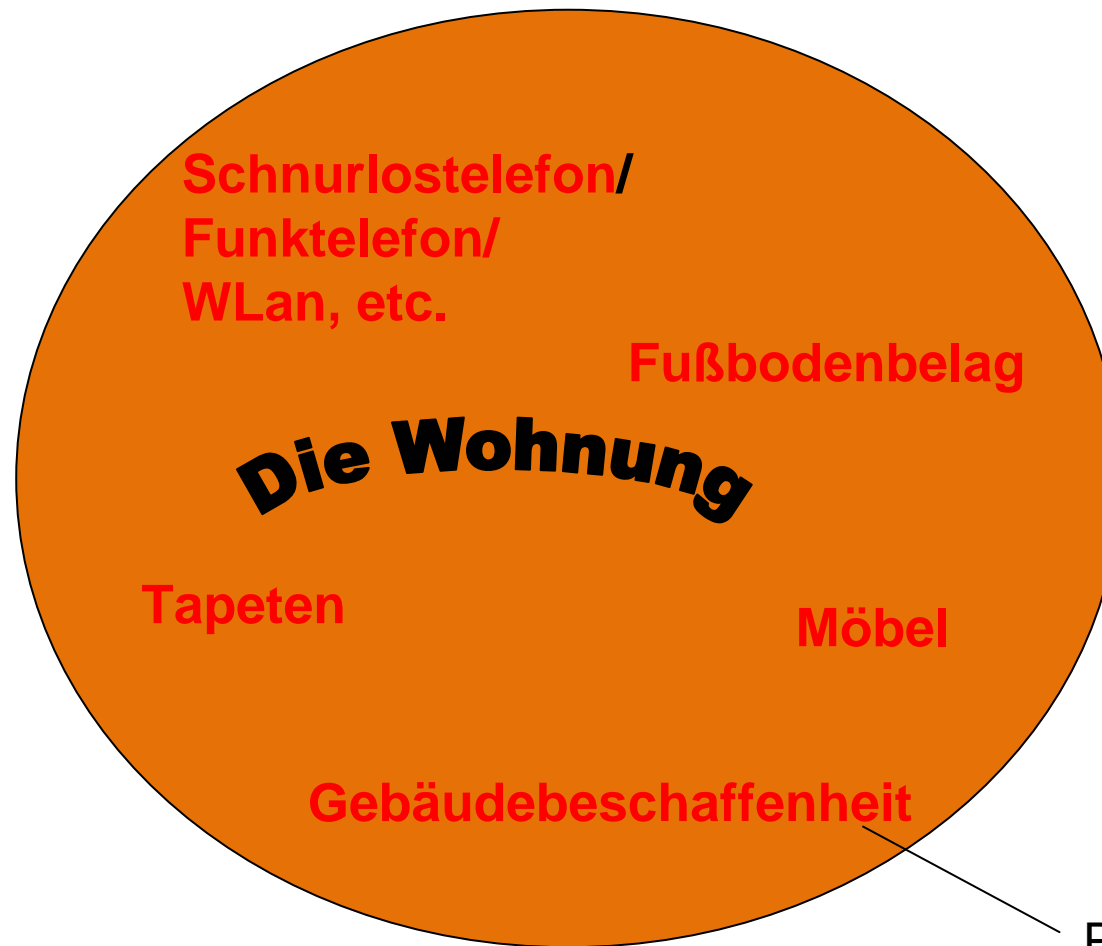 Schnurlostelefon/
Funktelefon/
WLan, etc.
Fußbodenbelag
Die Wohnung
Tapeten
Möbel
Gebäudebeschaffenheit